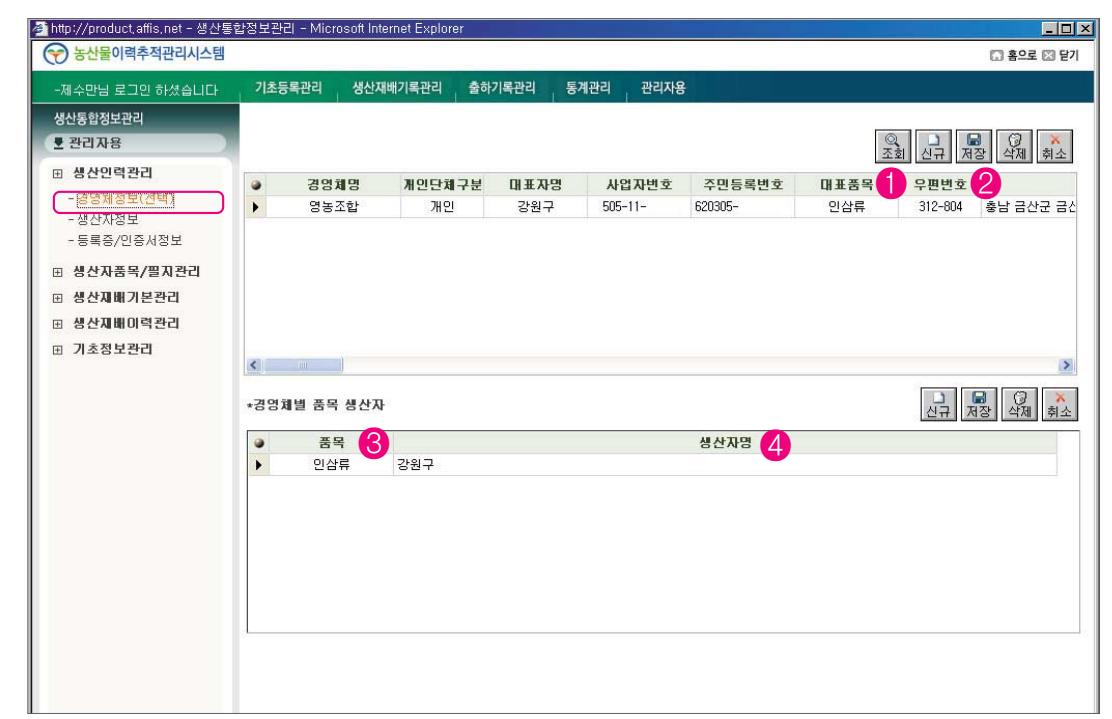 http://product.affis.net - 생산통합정보관리 - Microsoft Internet Explorer
농산물이력추적관리시스템
홈으로 닫기
-제수만님 로그인 하셨습니다
기초등록관리 생산재배기록관리 출하기록관리 통계관리 관리자용
생산통합정보관리
관리자용
조회 신규 저장 삭제 취소
생산인력관리
- 경영체정보(선택)
- 생산자정보
- 등록증/인증서정보
생산자품목/필지관리
생산재배기본관리
생산재배이력관리
기초정보관리
경영체명 개인단체구분 대표자명 사업자번호 주민등록번호 대표품목 1 우편번호 2
영농조합 개인 강원구 505-11- 620305- 인삼류 312-804 충남 금산군 금산
*경영체별 품목 생산자
신규 저장 삭제 취소
품목 3 생산자명 4
인삼류 강원구